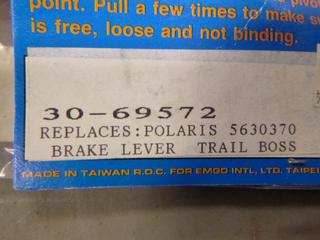 point. Pull a few times to make
is free, loose and not binding.
30-69572
REPLACES:POLARIS 5630370
BRAKE LEVER TRAIL BOSS
MADE IN TAIWAN R.O.C. FOR EMGO INTL, LTD. TAIPEI